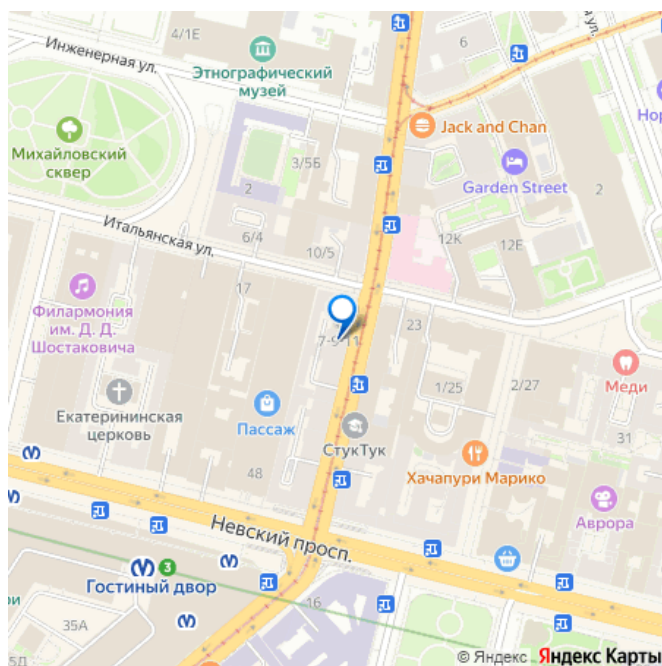 4/1Е
6
Инженерная ул.
Этнографический
музей
Jack and Chan
Михайловский
сквер
3/5Б
Garden Street
2
2
6/4
10/5
12К
12Е
Итальянская ул.
17
Филармония
им. Д. Д.
Шостаковича
7-9-11
23
Меди
1/25
2/27
Екатерининская
церковь
Пассаж
СтукТук
31
Хачапури Марико
48
Аврора
Невский просп.
3
Гостиный двор
16
35А
© Яндекс Яндекс Карты